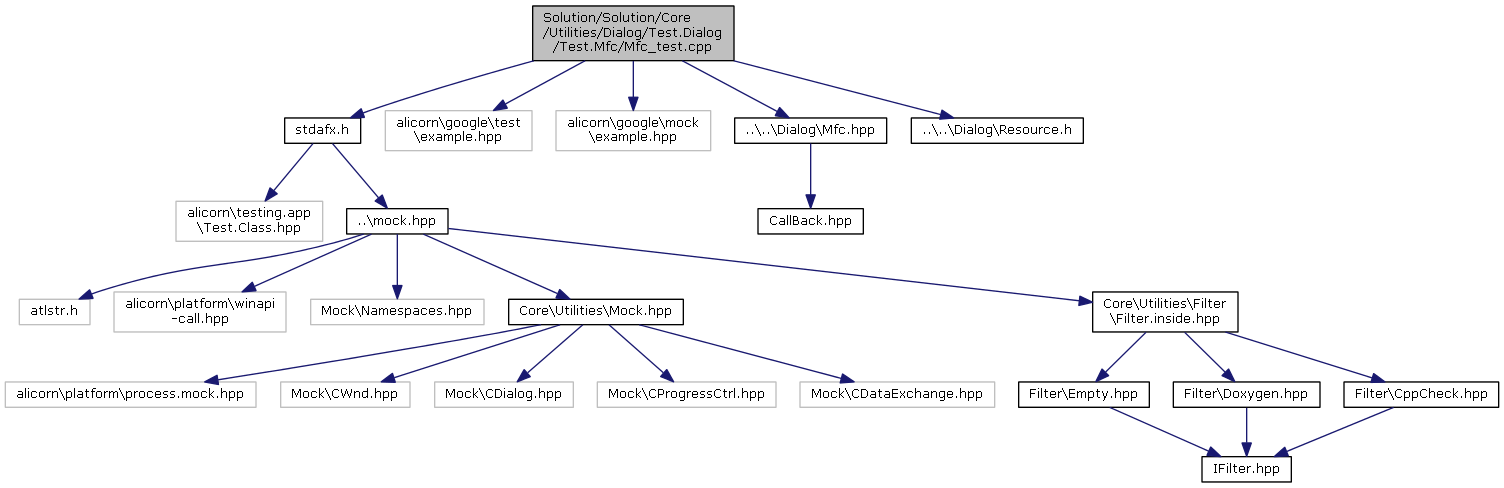 Solution/Solution/Core
/Utilities/Dialog/Test.Dialog
/Test.Mfc/Mfc_test.cpp
stdafx.h
alicorn\google\test
\example.hpp
alicorn\google\mock
\example.hpp
..\..\Dialog\Mfc.hpp
..\..\Dialog\Resource.h
alicorn\testing.app
\Test.Class.hpp
..\mock.hpp
CallBack.hpp
atlstr.h
alicorn\platform\winapi
-call.hpp
Mock\Namespaces.hpp
Core\Utilities\Mock.hpp
Core\Utilities\Filter
\Filter.inside.hpp
alicorn\platform\process.mock.hpp
Mock\CWnd.hpp
Mock\CDialog.hpp
Mock\CProgressCtrl.hpp
Mock\CDataExchange.hpp
Filter\Empty.hpp
Filter\Doxygen.hpp
Filter\CppCheck.hpp
IFilter.hpp